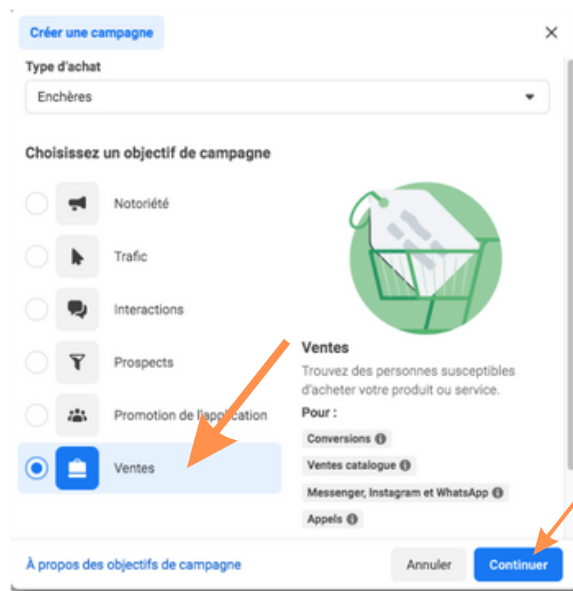 Créer une campagne
Type d'achat
Enchères
Choisissez un objectif de campagne
Notoriété
Trafic
Interactions
Prospects
Promotion de l'application
Ventes
Ventes
Trouvez des personnes susceptibles
d'acheter votre produit ou service.
Pour :
Conversions
Ventes catalogue
Messenger, Instagram et WhatsApp
Appels
À propos des objectifs de campagne
Annuler
Continuer